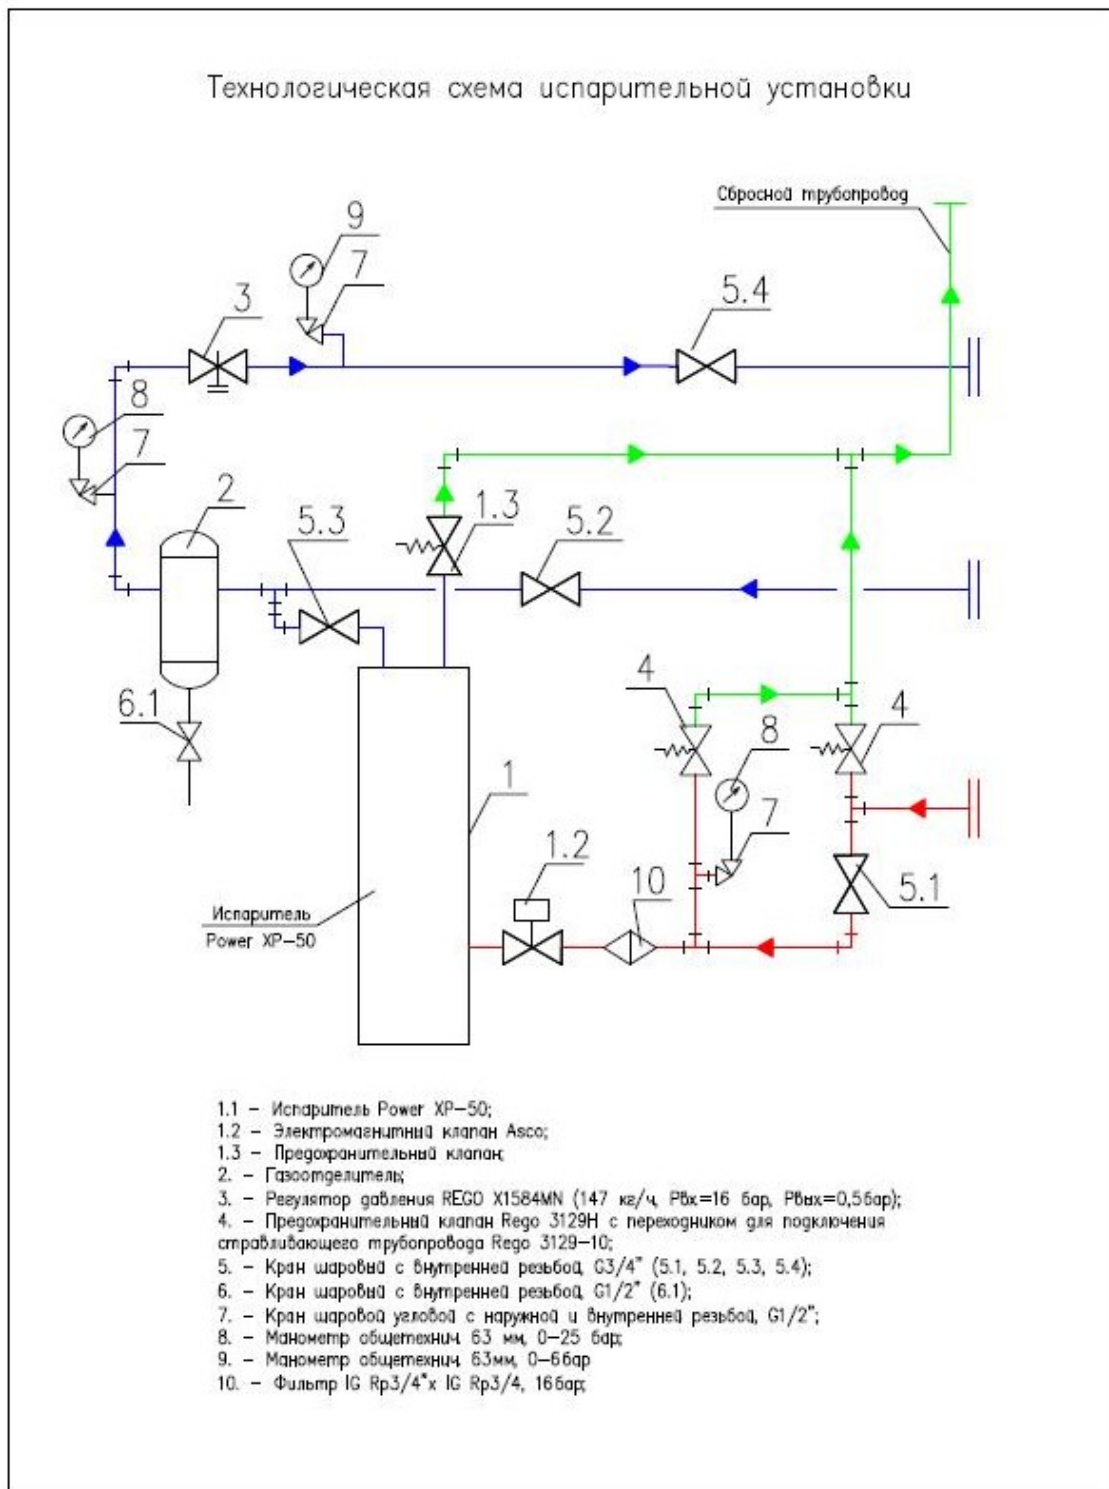 Технологическая схема испарительной установки
Сбросной трубопровод
9
7
3
5.4
8
7
2
5.3
1.3
5.2
6.1
4
8
4
1
7
1.2
10
5.1
Испаритель
Power XP-50
1.1 - Испаритель Power XP-50;
1.2 - Электромагнитный клапан Asco;
1.3 - Предохранительный клапан;
2. - Газоотделитель;
3. - Регулятор давления REGO X1584MN (147 кг/ч, Рвх=16 бар, Рвых=0,5бар);
4. - Предохранительный клапан Rego 3129H с переходником для подключения
стравливающего трубопровода Rego 3129-10;
5. - Кран шаровый с внутренней резьбой, G3/4" (5.1, 5.2, 5.3, 5.4);
6. - Кран шаровый с внутренней резьбой, G1/2" (6.1);
7. - Кран шаровой угловой с наружной и внутренней резьбой, G1/2";
8. - Манометр общетехнич. 63 мм, 0-25 бар;
9. - Манометр общетехнич. 63мм, 0-6бар
10. - Фильтр IG Rp3/4"x IG Rp3/4, 16бар;